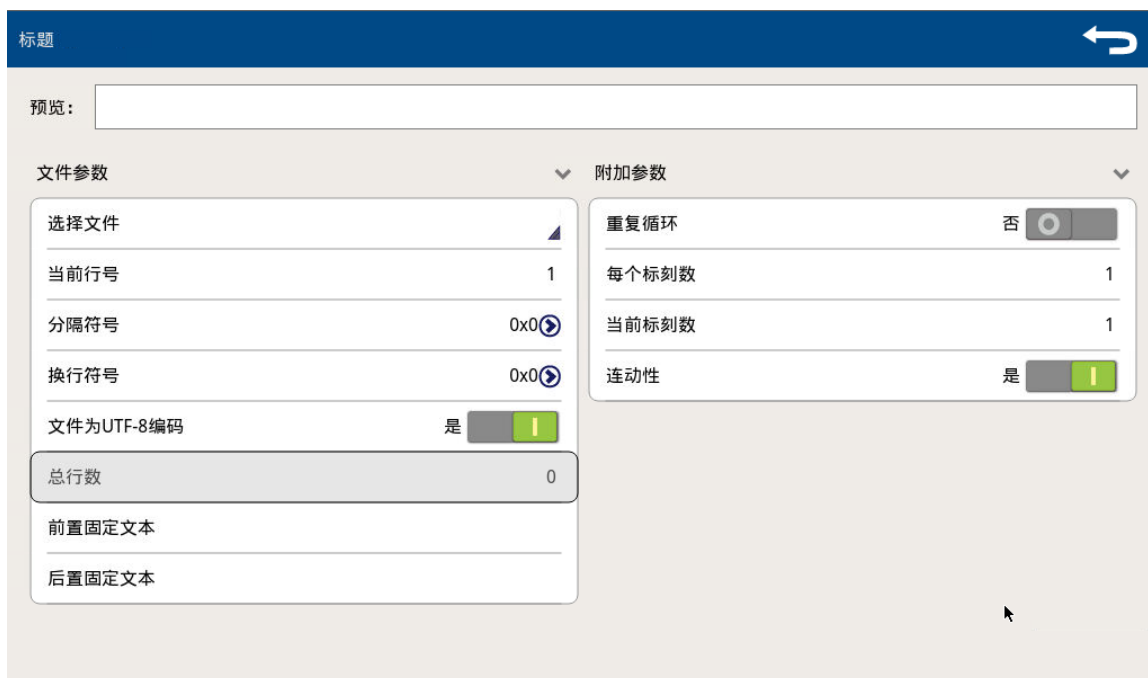 标题
预览：
文件参数
选择文件
当前行号 1
分隔符号 0x0
换行符号 0x0
文件为UTF-8编码 是
总行数 0
前置固定文本
后置固定文本
附加参数
重复循环 否
每个标刻数 1
当前标刻数 1
连动性 是